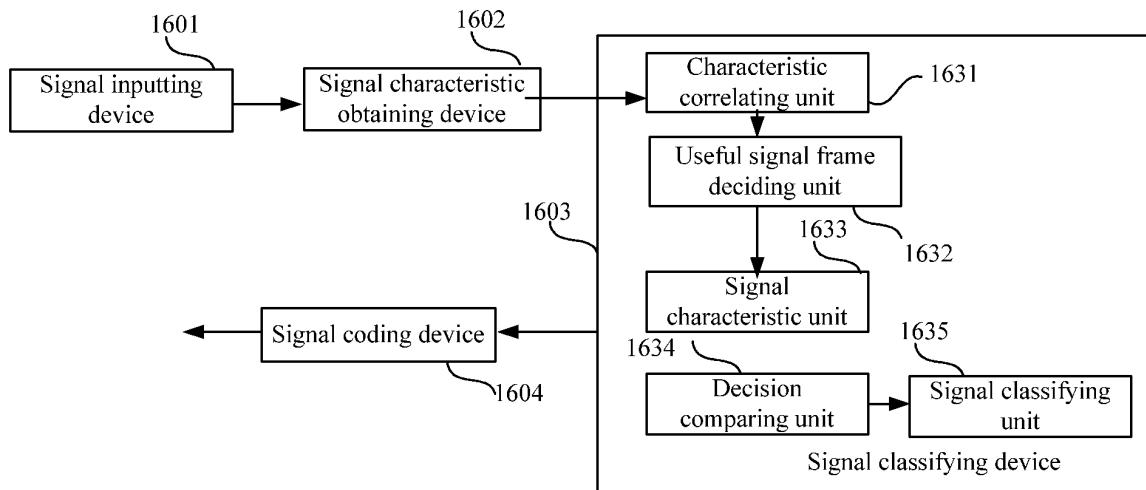 1601
Signal inputting
device
1602
Signal characteristic
obtaining device
Characteristic
correlating unit
1631
Useful signal frame
deciding unit
1632
1603
1633
Signal
characteristic unit
Signal coding device
1604
1634
Decision
comparing unit
1635
Signal classifying
unit
Signal classifying device